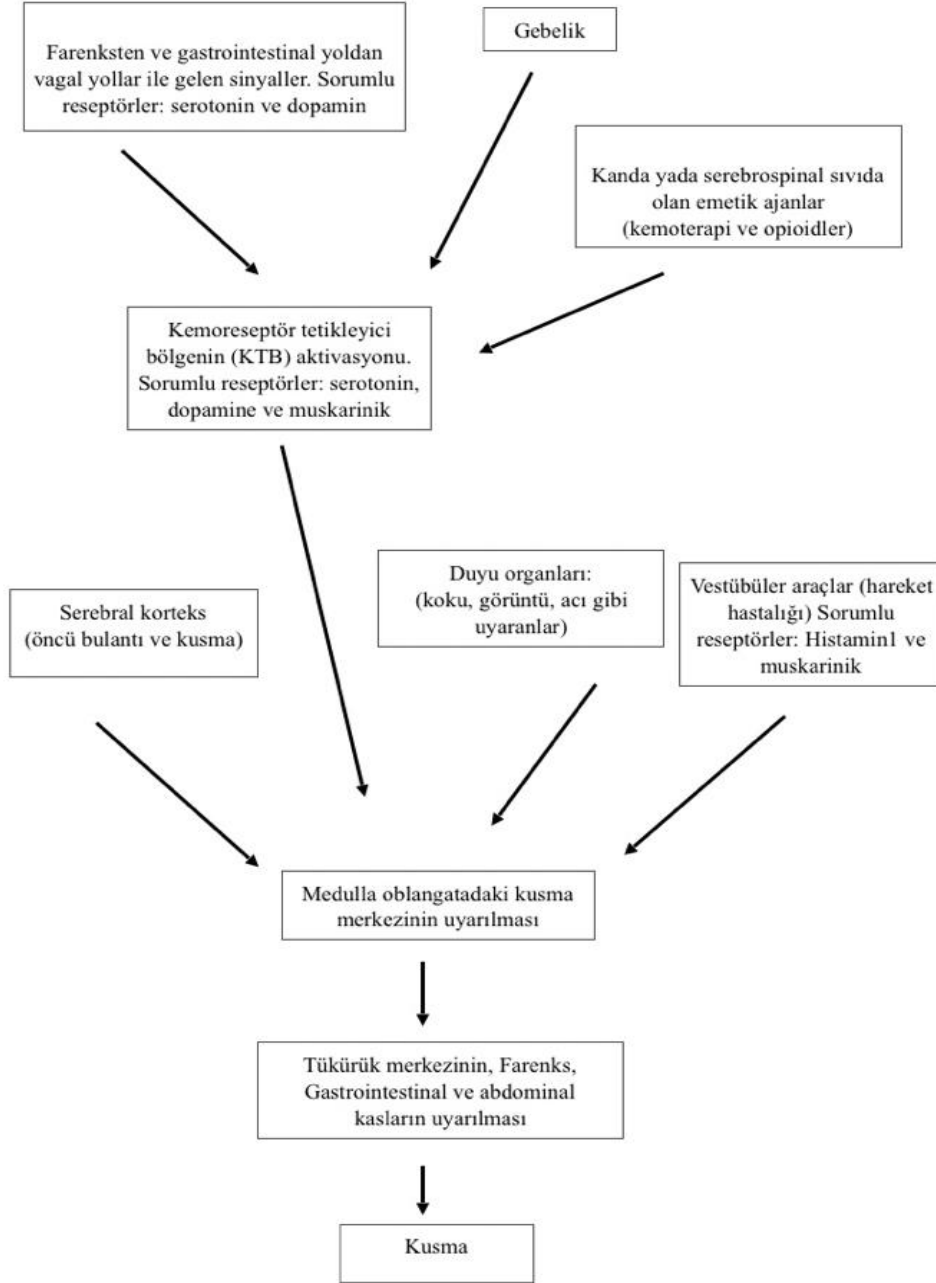 Farenksten ve gastrointestinal yoldan
vagal yollar ile gelen sinyaller. Sorumlu
reseptörler: serotonin ve dopamin
Gebelik
Kanda yada serebrospinal sıvıda
olan emetik ajanlar
(kemoterapi ve opioidler)
Kemoreseptör tetikleyici
bölgenin (KTB) aktivasyonu.
Sorumlu reseptörler: serotonin,
dopamine ve muskarinik
Serebral korteks
(öncü bulantı ve kusma)
Duyu organları:
(koku, görüntü, acı gibi
uyaranlar)
Vestübüler araçlar (hareket
hastalığı) Sorumlu
reseptörler: Histamin1 ve
muskarinik
Medulla oblangatadaki kusma
merkezinin uyarılması
Tükürük merkezinin, Farenks,
Gastrointestinal ve abdominal
kasların uyarılması
Kusma